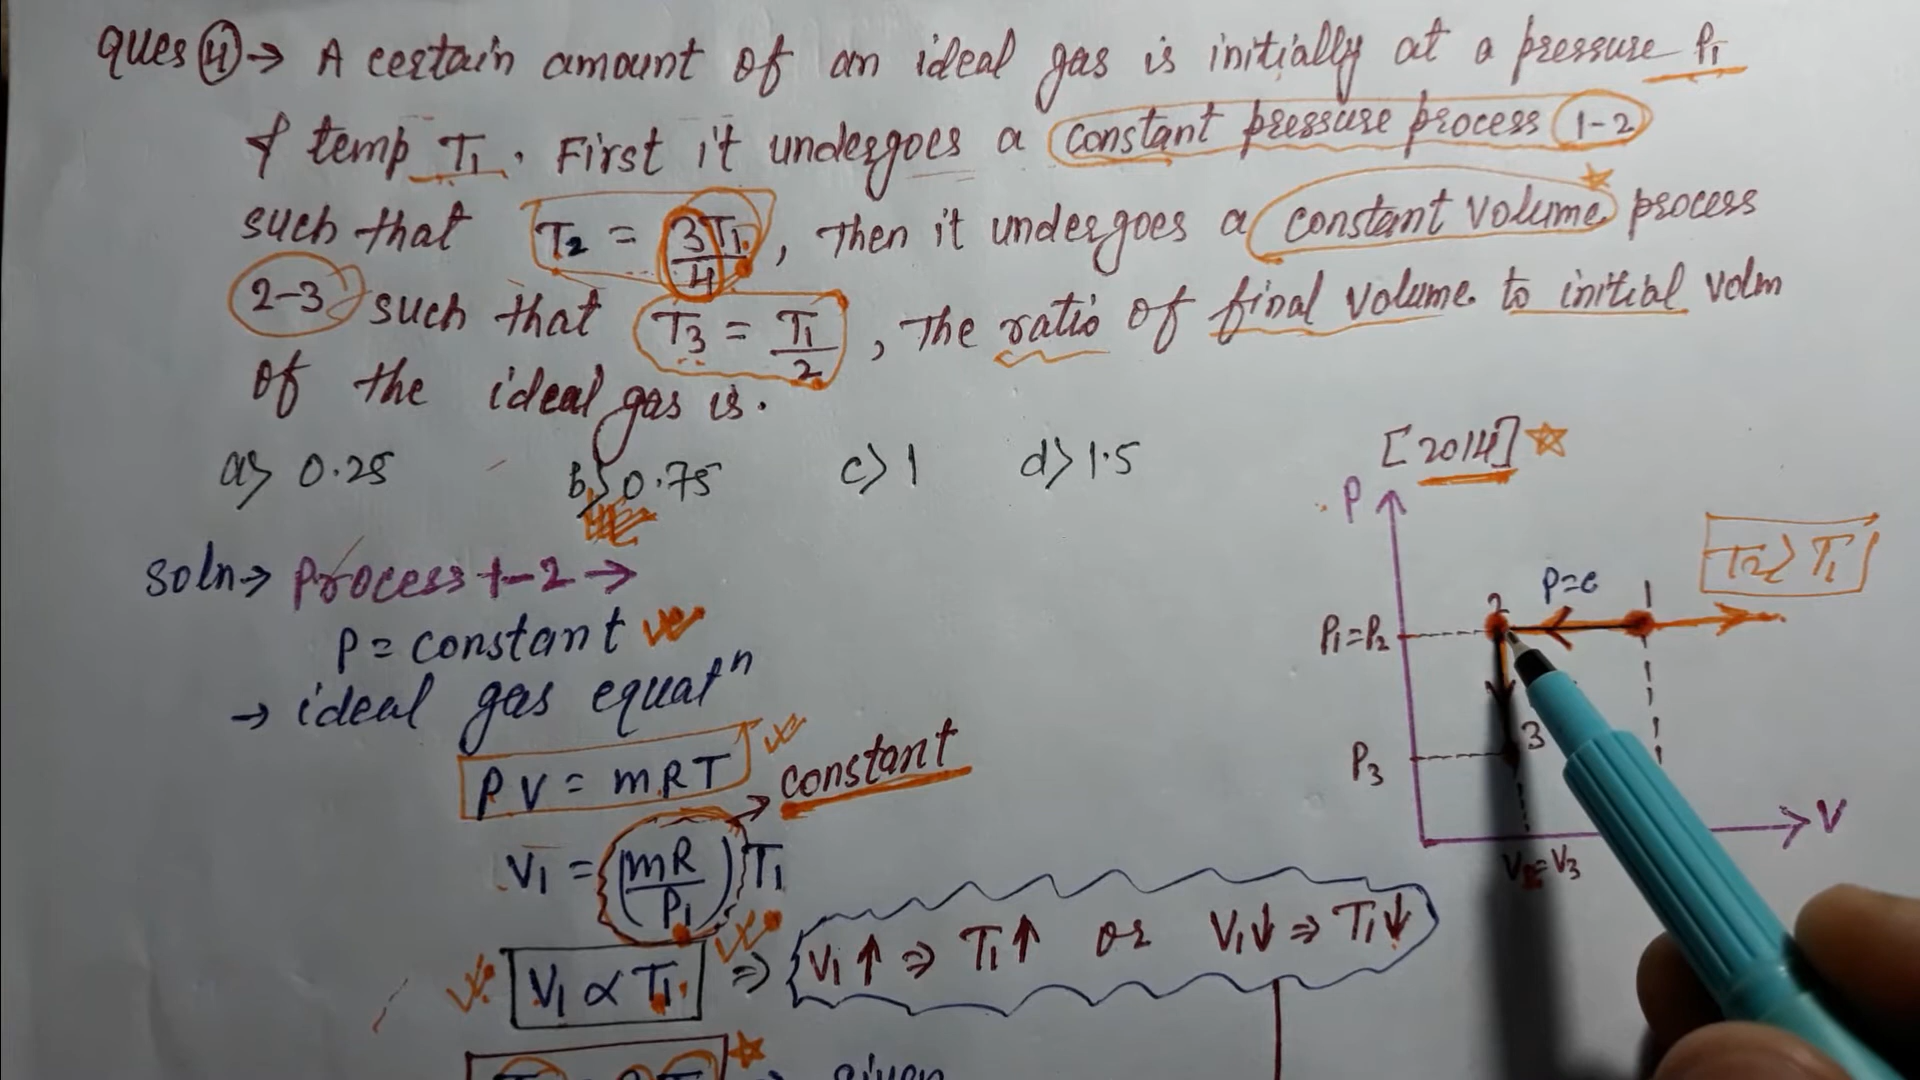 ques (4) → A certain amount of an ideal gas is initially at a pressure P1
& temp T1. First it undergoes a constant pressure process 1-2
such that T2 = 3T1/4, Then it undergoes a constant volume process
2-3 such that T3 = T1/2, The ratio of final volume to initial volm
of the ideal gas is.
a> 0.25 b> 0.75 c> 1 d> 1.5
[2014]
P
T2 > T1
2 P=c 1
P1=P2
3
P3
V
V2=V3
soln → process 1-2 →
P = constant
→ ideal gas equatn
PV = mRT
→ constant
V1 = (mR/P1) T1
V1 ∝ T1 ⇒ V1↑ ⇒ T1↑ or V1↓ ⇒ T1↓
given